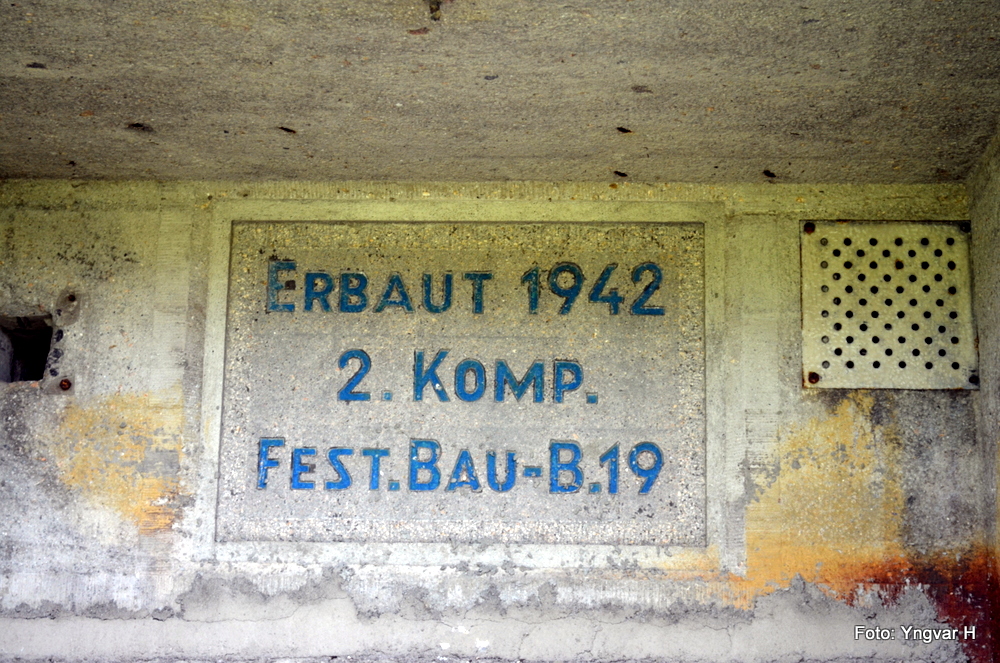 ERBAUT 1942
2. KOMP.
FEST. BAU-B.19
Foto: Yngvar H